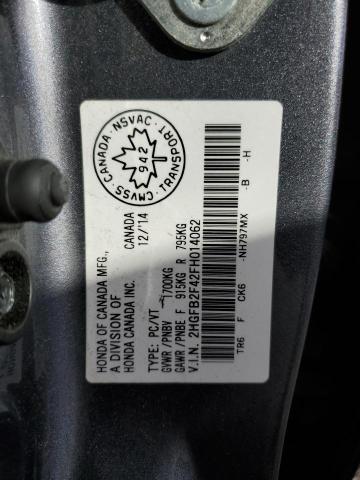 CMVSS · CANADA · NSVAC · TRANSPORT
942
HONDA OF CANADA MFG., CANADA
A DIVISION OF
HONDA CANADA INC. 12/14
TYPE: PC/VT
GVWR/PNBV 1700KG
GAWR/PNBE F 915KG R 795KG
V.I.N. 2HGFB2F42FH014062
TR6 F CK6 -NH797MX -B -H